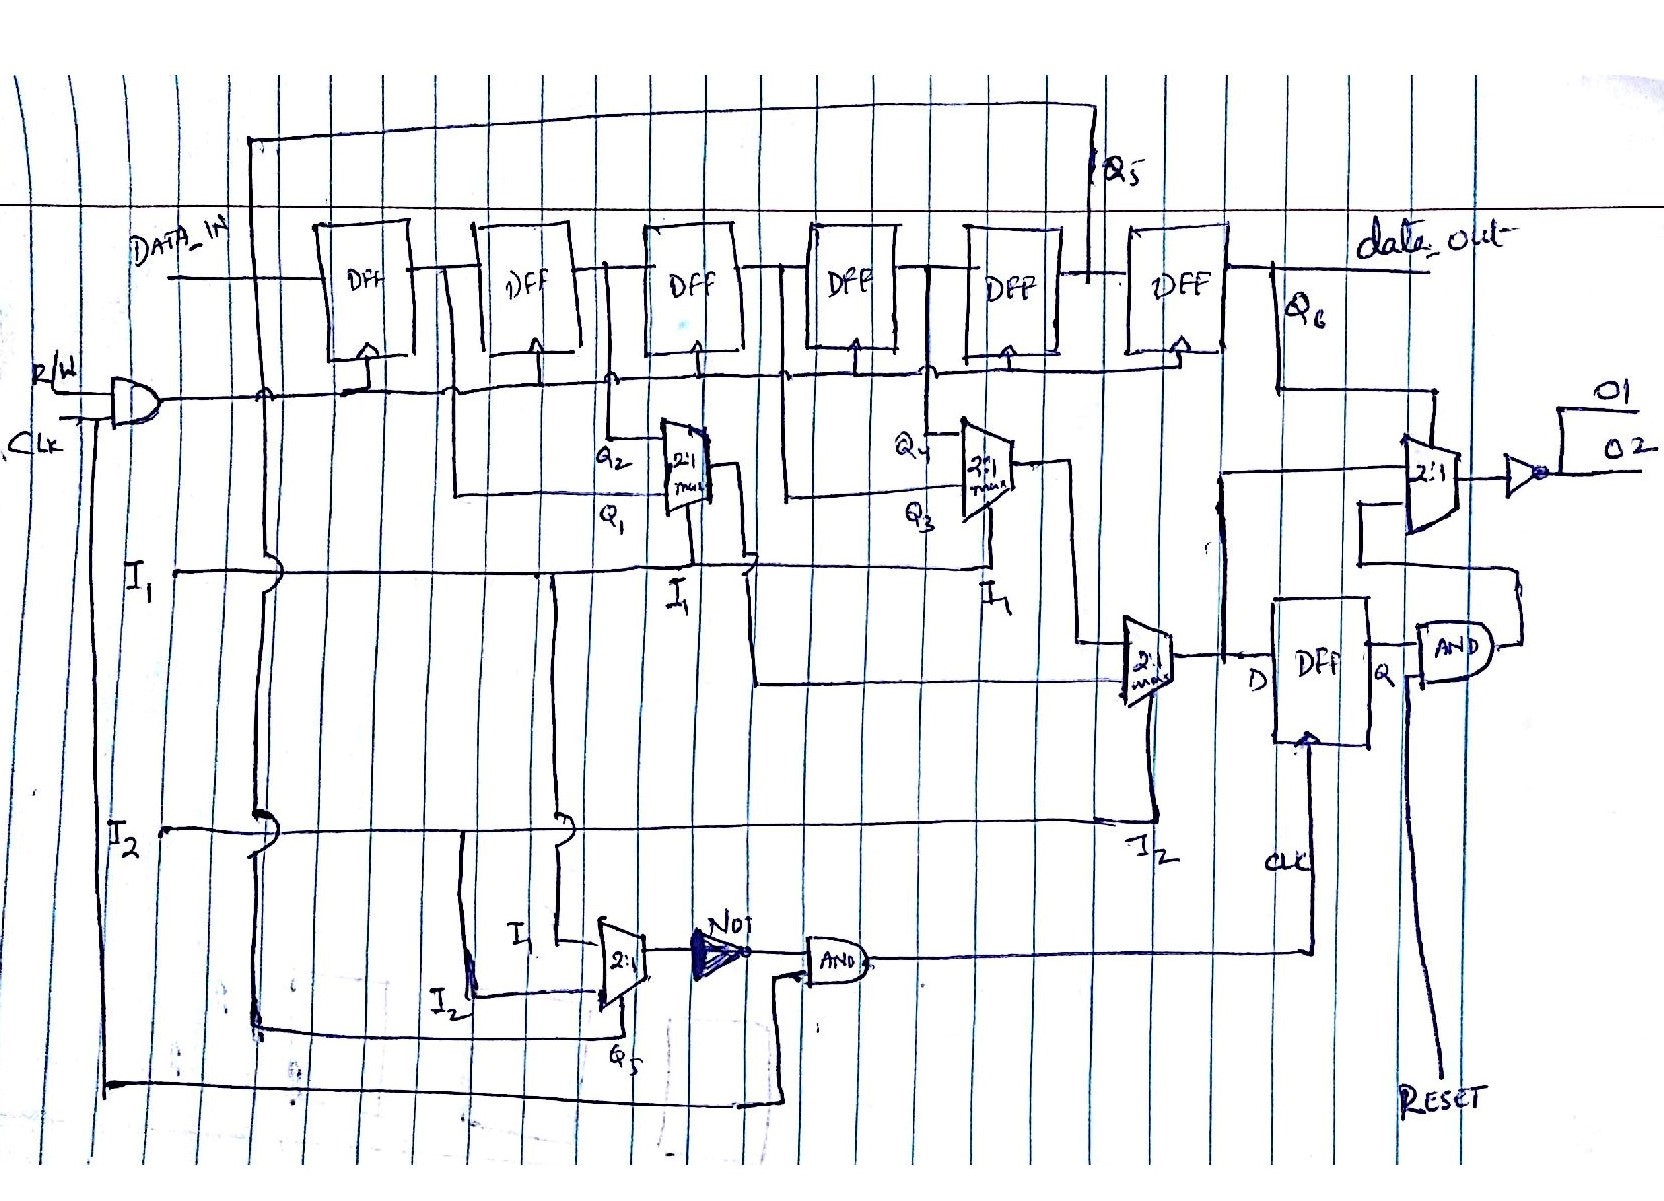 Q5
DATA_IN
data_out
DFF
DFF
DFF
DFF
DFF
DFF
Q6
R/W
CLK
O1
O2
Q2
2:1
mux
Q1
Q4
2:1
mux
Q3
2:1
I1
I1
I1
2:1
mux
D
DFF
Q
AND
I2
I2
CLK
I1
2:1
NOT
AND
I2
Q5
RESET